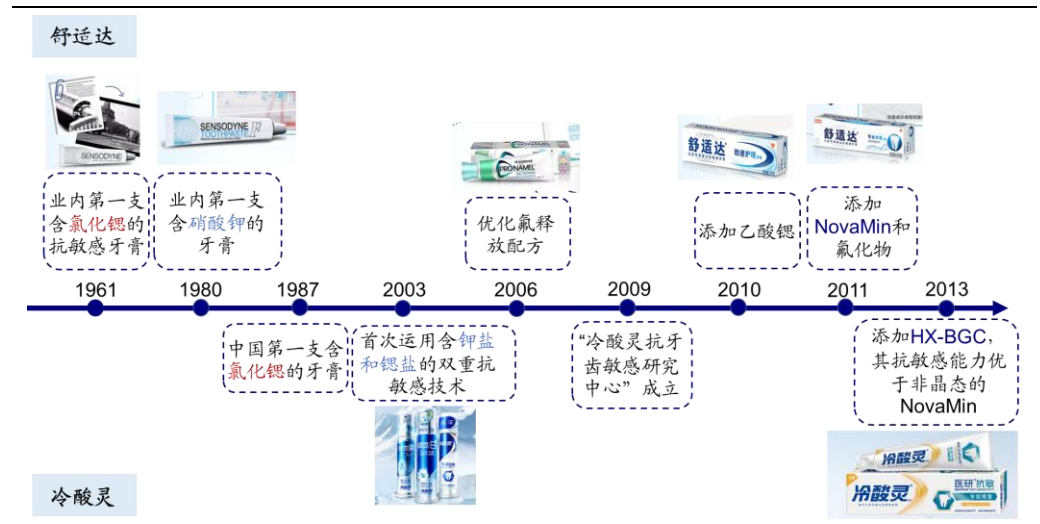 舒适达
SENSODYNE
SENSODYNE
TOOTHPASTE F
PRONAMEL
舒适达
舒适达
业内第一支
含氯化锶的
抗敏感牙膏
业内第一支
含硝酸钾的
牙膏
优化氟释
放配方
添加乙酸锶
添加
NovaMin和
氟化物
1961
1980
1987
2003
2006
2009
2010
2011
2013
中国第一支含
氯化锶的牙膏
首次运用含钾盐
和锶盐的双重抗
敏感技术
“冷酸灵抗牙
齿敏感研究
中心”成立
添加HX-BGC，
其抗敏感能力优
于非晶态的
NovaMin
冷酸灵
冷酸灵
医研抗敏
冷酸灵